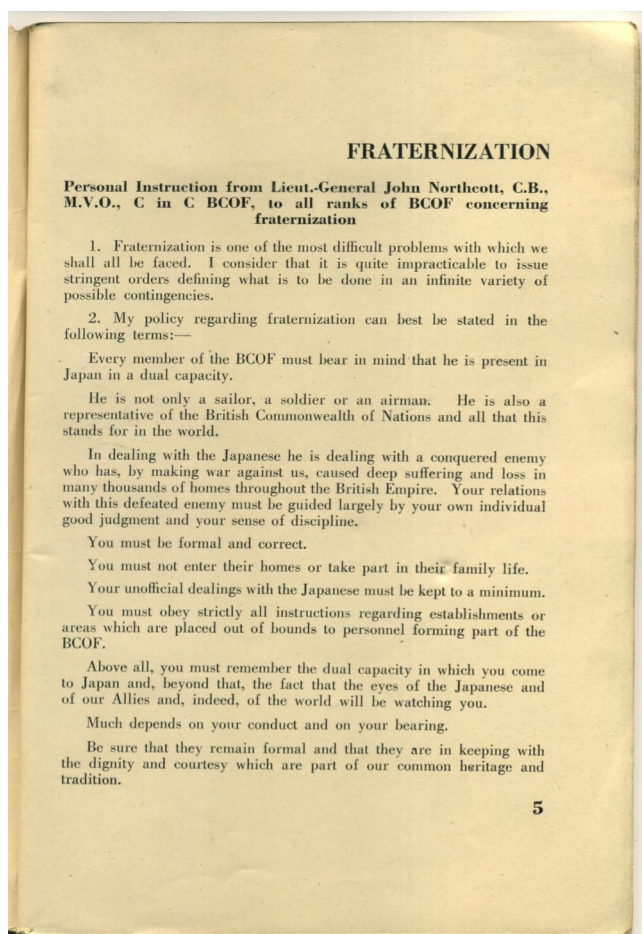 FRATERNIZATION
Personal Instruction from Lieut.-General John Northcott, C.B.,
M.V.O., C in C BCOF, to all ranks of BCOF concerning
fraternization
1. Fraternization is one of the most difficult problems with which we
shall all be faced. I consider that it is quite impracticable to issue
stringent orders defining what is to be done in an infinite variety of
possible contingencies.
2. My policy regarding fraternization can best be stated in the
following terms:—
Every member of the BCOF must bear in mind that he is present in
Japan in a dual capacity.
He is not only a sailor, a soldier or an airman. He is also a
representative of the British Commonwealth of Nations and all that this
stands for in the world.
In dealing with the Japanese he is dealing with a conquered enemy
who has, by making war against us, caused deep suffering and loss in
many thousands of homes throughout the British Empire. Your relations
with this defeated enemy must be guided largely by your own individual
good judgment and your sense of discipline.
You must be formal and correct.
You must not enter their homes or take part in their family life.
Your unofficial dealings with the Japanese must be kept to a minimum.
You must obey strictly all instructions regarding establishments or
areas which are placed out of bounds to personnel forming part of the
BCOF.
Above all, you must remember the dual capacity in which you come
to Japan and, beyond that, the fact that the eyes of the Japanese and
of our Allies and, indeed, of the world will be watching you.
Much depends on your conduct and on your bearing.
Be sure that they remain formal and that they are in keeping with
the dignity and courtesy which are part of our common heritage and
tradition.
5